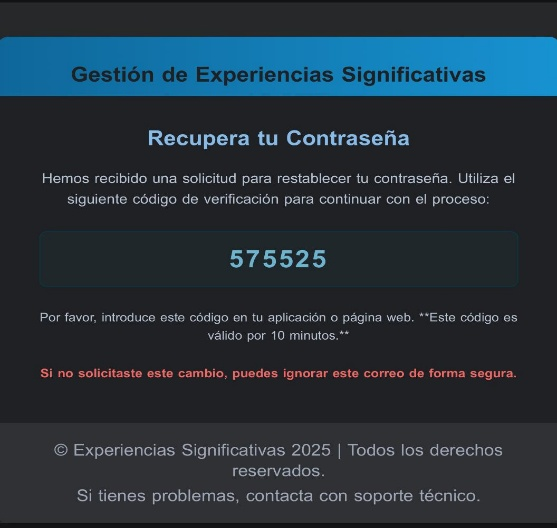 Gestión de Experiencias Significativas
Recupera tu Contraseña
Hemos recibido una solicitud para restablecer tu contraseña. Utiliza el
siguiente código de verificación para continuar con el proceso:
575525
Por favor, introduce este código en tu aplicación o página web. **Este código es
válido por 10 minutos.**
Si no solicitaste este cambio, puedes ignorar este correo de forma segura.
© Experiencias Significativas 2025 | Todos los derechos
reservados.
Si tienes problemas, contacta con soporte técnico.